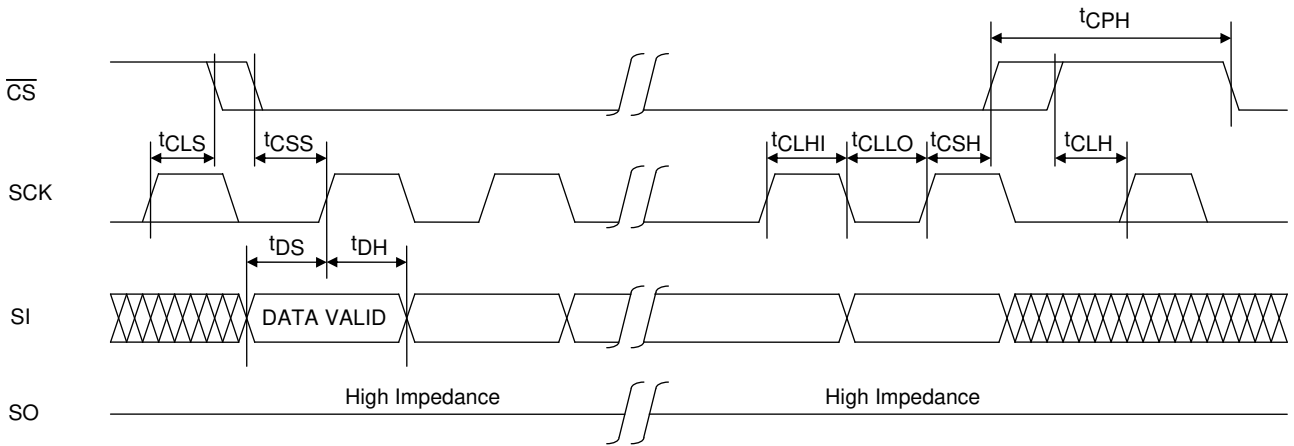 tCPH
CS
tCLS
tCSS
tCLHI
tCLLO
tCSH
tCLH
SCK
tDS
tDH
SI
DATA VALID
High Impedance
High Impedance
SO